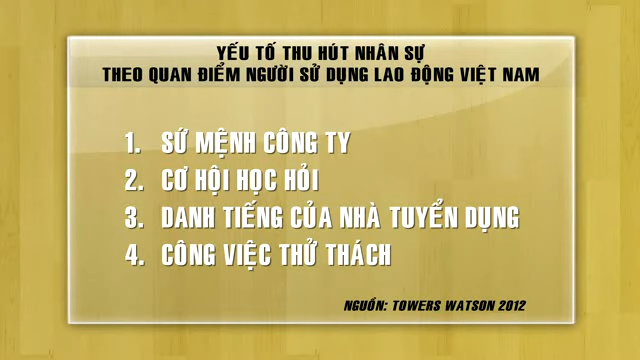 YẾU TỐ THU HÚT NHÂN SỰ
THEO QUAN ĐIỂM NGƯỜI SỬ DỤNG LAO ĐỘNG VIỆT NAM
1. SỨ MỆNH CÔNG TY
2. CƠ HỘI HỌC HỎI
3. DANH TIẾNG CỦA NHÀ TUYỂN DỤNG
4. CÔNG VIỆC THỬ THÁCH
NGUỒN: TOWERS WATSON 2012